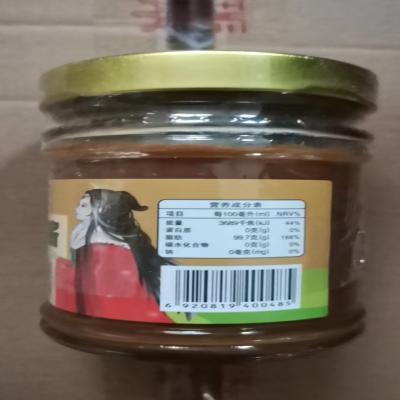 营养成分表
项目 每100毫升(ml) NRV%
能量 3689千焦(kJ) 44%
蛋白质 0克(g) 0%
脂肪 99.7克(g) 166%
碳水化合物 0克(g) 0%
钠 0毫克(mg) 0%
6 920819 400485